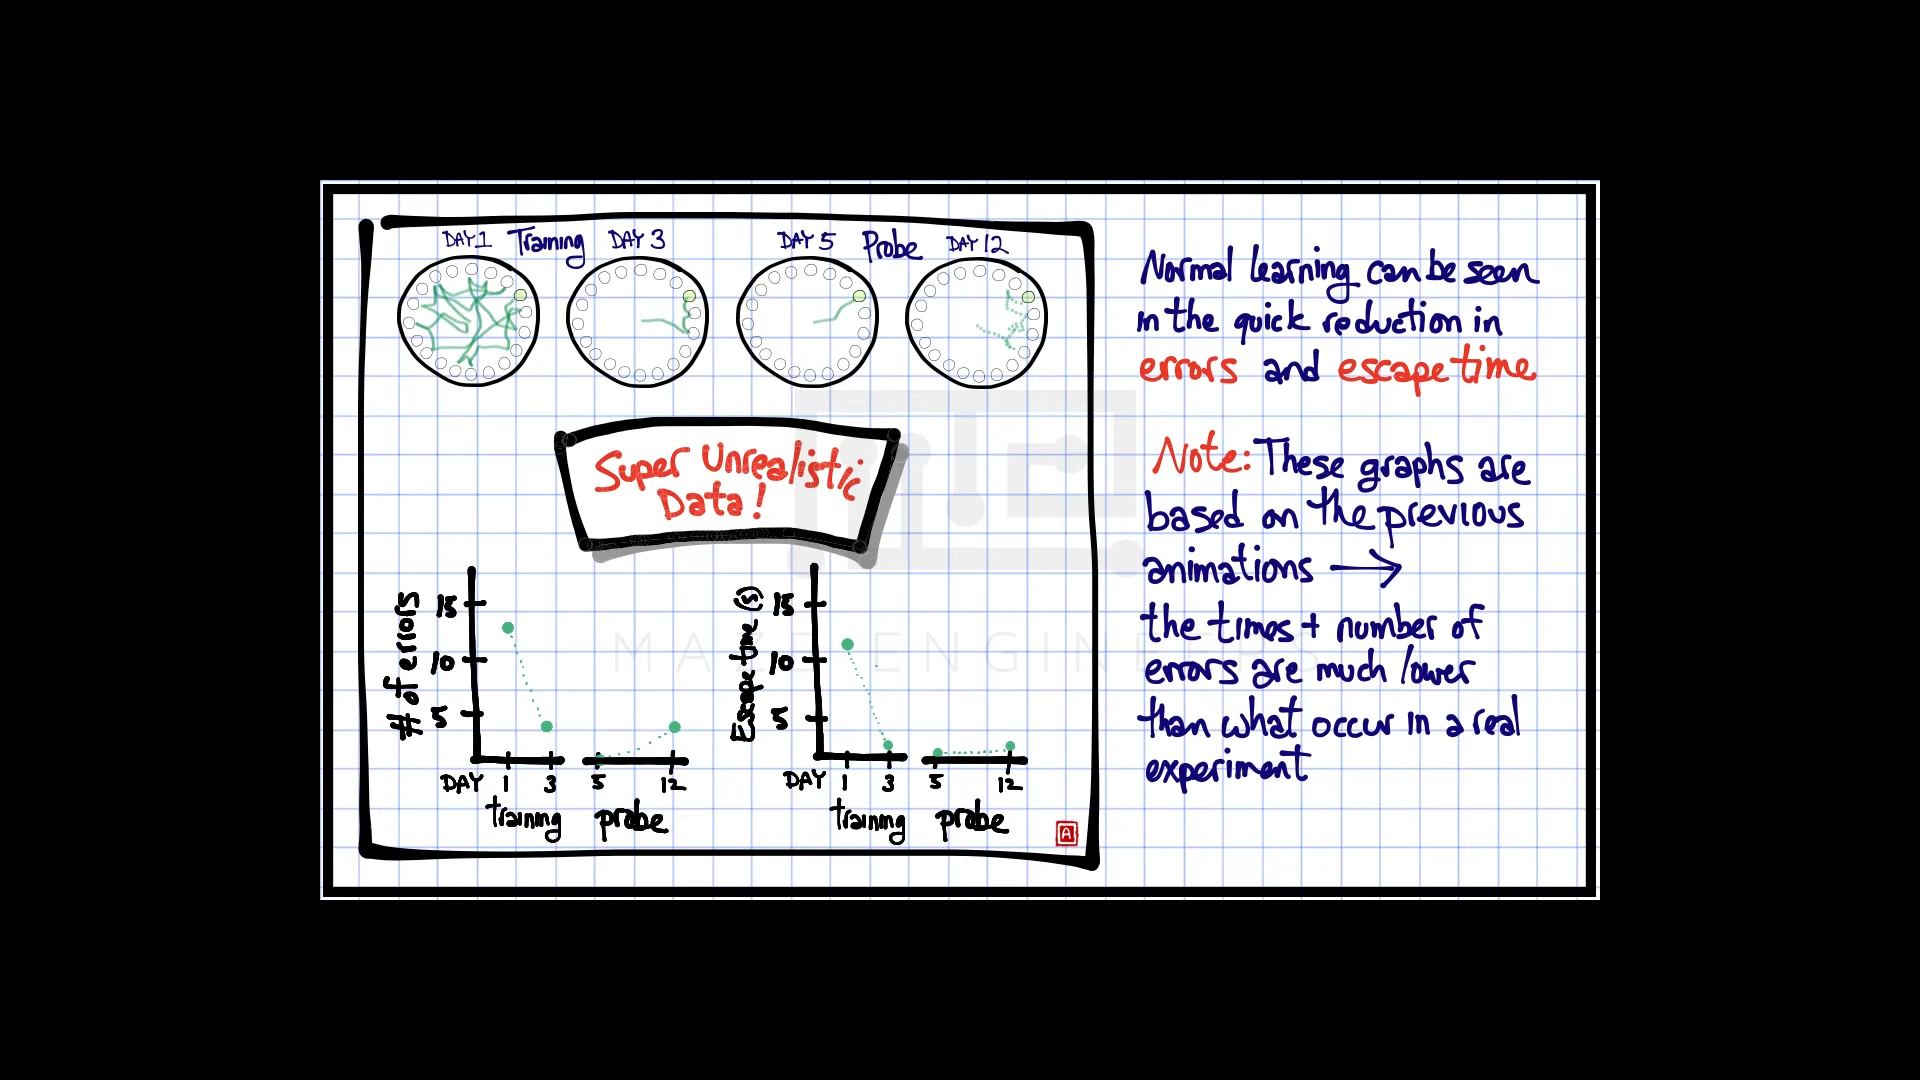 DAY 1 Training DAY 3
DAY 5 Probe DAY 12
Super Unrealistic
Data!
# of errors
15
10
5
DAY 1 3 5 12
training probe
Escape time (s)
15
10
5
DAY 1 3 5 12
training probe
A
Normal learning can be seen
in the quick reduction in
errors and escape time
Note: These graphs are
based on the previous
animations →
the times + number of
errors are much lower
than what occur in a real
experiment
MAZE ENGINEERS